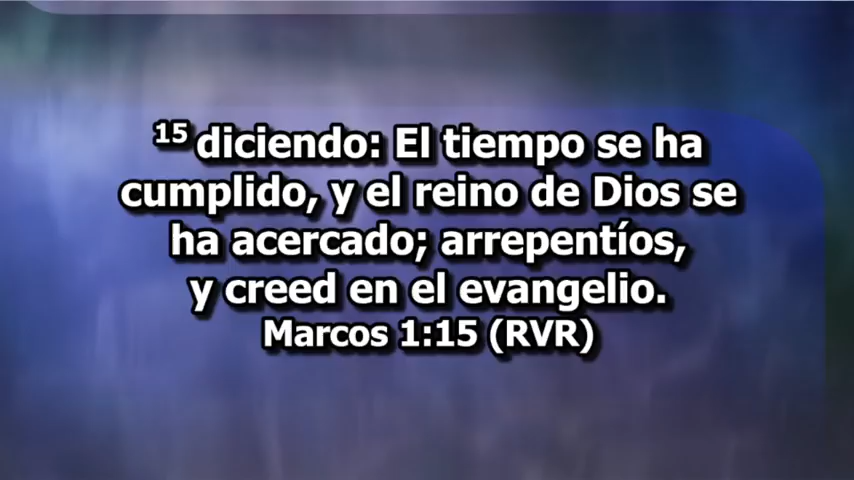 15 diciendo: El tiempo se ha
cumplido, y el reino de Dios se
ha acercado; arrepentíos,
y creed en el evangelio.
Marcos 1:15 (RVR)